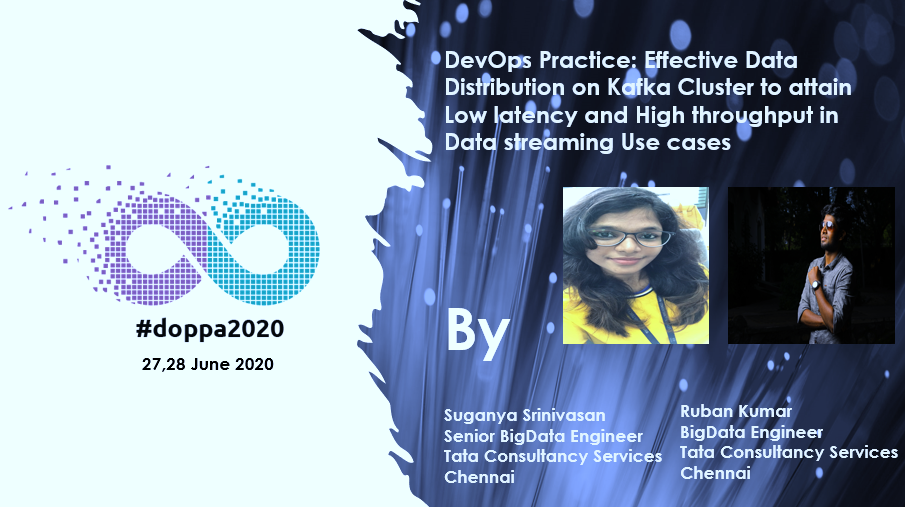 DevOps Practice: Effective Data
Distribution on Kafka Cluster to attain
Low latency and High throughput in
Data streaming Use cases
#doppa2020
27,28 June 2020
By
Suganya Srinivasan
Senior BigData Engineer
Tata Consultancy Services
Chennai
Ruban Kumar
BigData Engineer
Tata Consultancy Services
Chennai